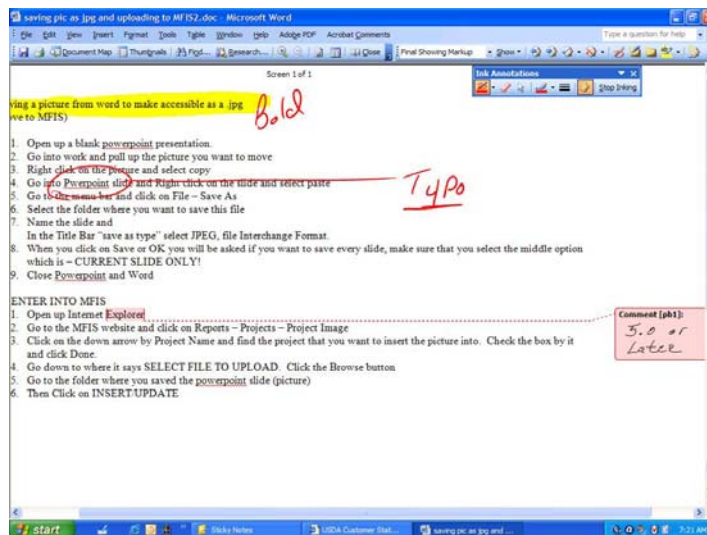 saving pic as jpg and uploading to MFIS2.doc - Microsoft Word
File Edit View Insert Format Tools Table Window Help Adobe PDF Acrobat Comments Type a question for help
Document Map Thumbnails Find... Research... Close Final Showing Markup Show
Screen 1 of 1
Ink Annotations
Stop Inking
ving a picture from word to make accessible as a .jpg
ve to MFIS)
Bold
1. Open up a blank powerpoint presentation.
2. Go into work and pull up the picture you want to move
3. Right click on the picture and select copy
4. Go into Pwerpoint slide and Right click on the slide and select paste
Typo
5. Go to the menu bar and click on File – Save As
6. Select the folder where you want to save this file
7. Name the slide and
In the Title Bar "save as type" select JPEG, file Interchange Format.
8. When you click on Save or OK you will be asked if you want to save every slide, make sure that you select the middle option
which is – CURRENT SLIDE ONLY!
9. Close Powerpoint and Word
ENTER INTO MFIS
1. Open up Internet Explorer
Comment [pb1]:
5.0 or
Later
2. Go to the MFIS website and click on Reports – Projects – Project Image
3. Click on the down arrow by Project Name and find the project that you want to insert the picture into. Check the box by it
and click Done.
4. Go down to where it says SELECT FILE TO UPLOAD. Click the Browse button
5. Go to the folder where you saved the powerpoint slide (picture)
6. Then Click on INSERT/UPDATE
start Sticky Notes USDA Customer Stat... saving pic as jpg and ... 7:21 AM